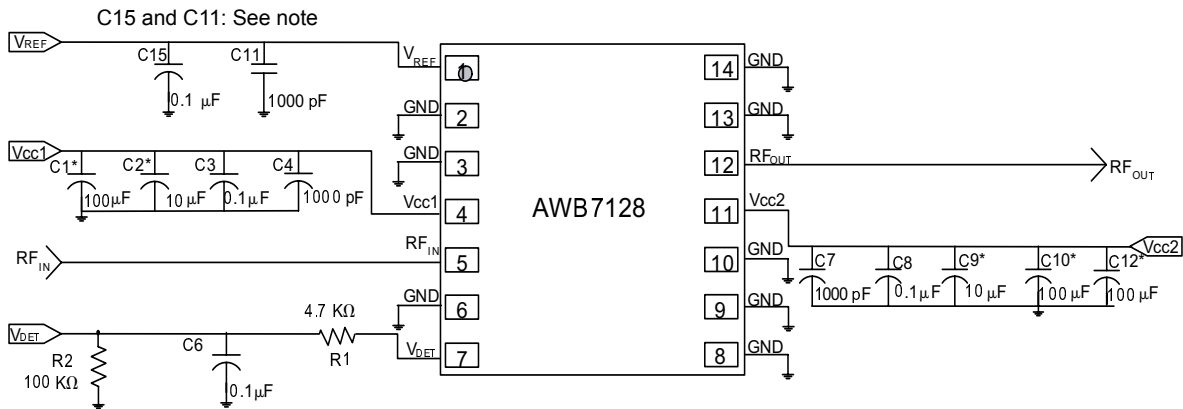 C15 and C11: See note
VREF
C15
C11
VREF
1
0.1 µF
1000 pF
GND
2
GND
3
Vcc1
C1*
C2*
C3
C4
100µF
10 µF
0.1µF
1000 pF
Vcc1
4
RFIN
RFIN
5
GND
6
VDET
4.7 KΩ
R1
VDET
7
R2
100 KΩ
C6
0.1µF
AWB7128
14
GND
13
GND
12
RFOUT
RFOUT
11
Vcc2
Vcc2
10
GND
C7
C8
C9*
C10*
C12*
1000 pF
0.1µF
10 µF
100 µF
100 µF
9
GND
8
GND